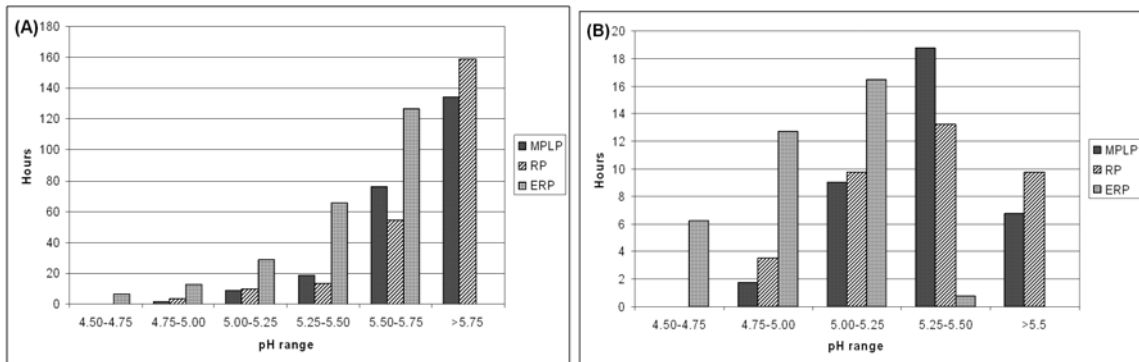 (A)
180
160
140
120
100
80
60
40
20
0
Hours
4.50-4.75 4.75-5.00 5.00-5.25 5.25-5.50 5.50-5.75 >5.75
pH range
MPLP
RP
ERP
(B)
20
18
16
14
12
10
8
6
4
2
0
Hours
4.50-4.75 4.75-5.00 5.00-5.25 5.25-5.50 >5.5
pH range
MPLP
RP
ERP